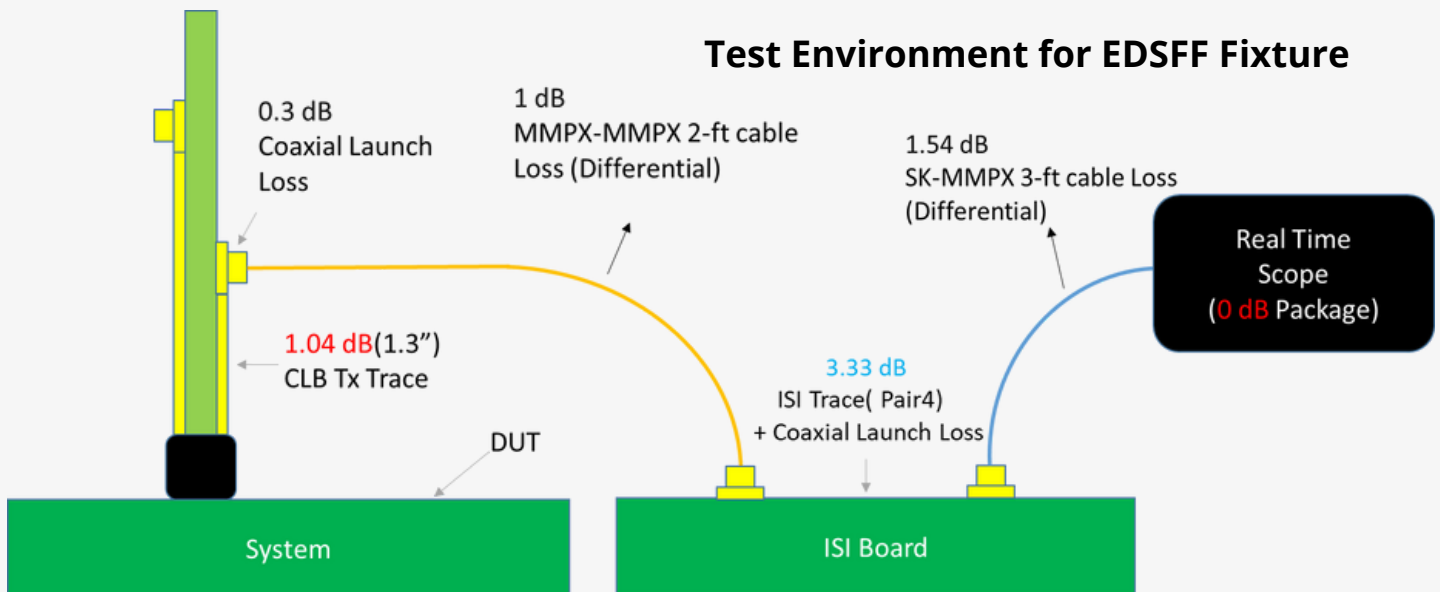 Test Environment for EDSFF Fixture
0.3 dB
Coaxial Launch
Loss
1 dB
MMPX-MMPX 2-ft cable
Loss (Differential)
1.54 dB
SK-MMPX 3-ft cable Loss
(Differential)
Real Time
Scope
(0 dB Package)
1.04 dB(1.3”)
CLB Tx Trace
3.33 dB
ISI Trace( Pair4)
+ Coaxial Launch Loss
DUT
System
ISI Board